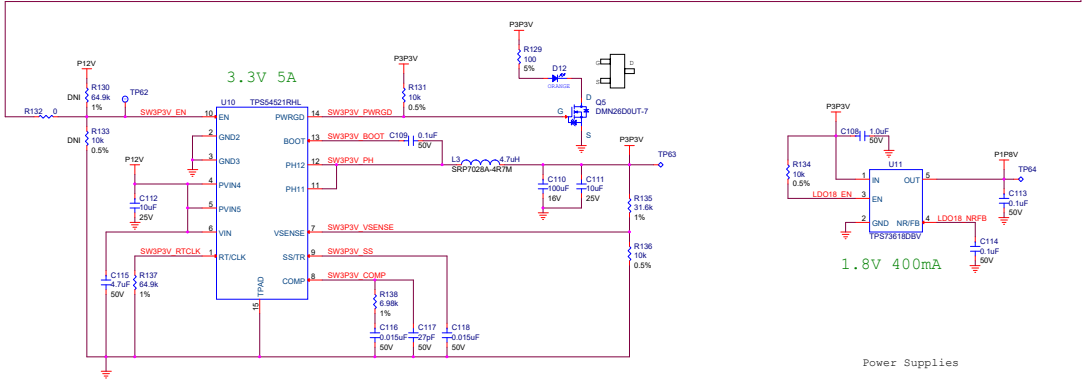 P12V
R130
DNI
64.9k
1%
TP62
3.3V 5A
P3P3V
R131
10k
0.5%
P3P3V
R129
100
5%
D12
ORANGE
G
D
S
D
Q5
DMN26D0UT-7
G
S
R132
0
SW3P3V_EN
R133
DNI
10k
0.5%
U10
TPS54521RHL
10
EN
2
GND2
3
GND3
4
PVIN4
5
PVIN5
6
VIN
1
RT/CLK
15
TPAD
PWRGD
14
SW3P3V_PWRGD
BOOT
13
SW3P3V_BOOT
PH12
12
SW3P3V_PH
PH11
11
VSENSE
7
SW3P3V_VSENSE
SS/TR
9
SW3P3V_SS
COMP
8
SW3P3V_COMP
C109
0.1uF
50V
L3
4.7uH
SRP7028A-4R7M
P3P3V
TP63
C110
100uF
16V
C111
10uF
25V
R135
31.6k
1%
R136
10k
0.5%
P12V
C112
10uF
25V
SW3P3V_RTCLK
C115
4.7uF
50V
R137
64.9k
1%
R138
6.98k
1%
C116
0.015uF
50V
C117
27pF
50V
C118
0.015uF
50V
P3P3V
C108
1.0uF
50V
R134
10k
0.5%
LDO18_EN
U11
1
IN
3
EN
2
GND
OUT
5
NR/FB
4
TPS73618DBV
LDO18_NRFB
P1P8V
TP64
C113
0.1uF
50V
C114
0.1uF
50V
1.8V 400mA
Power Supplies